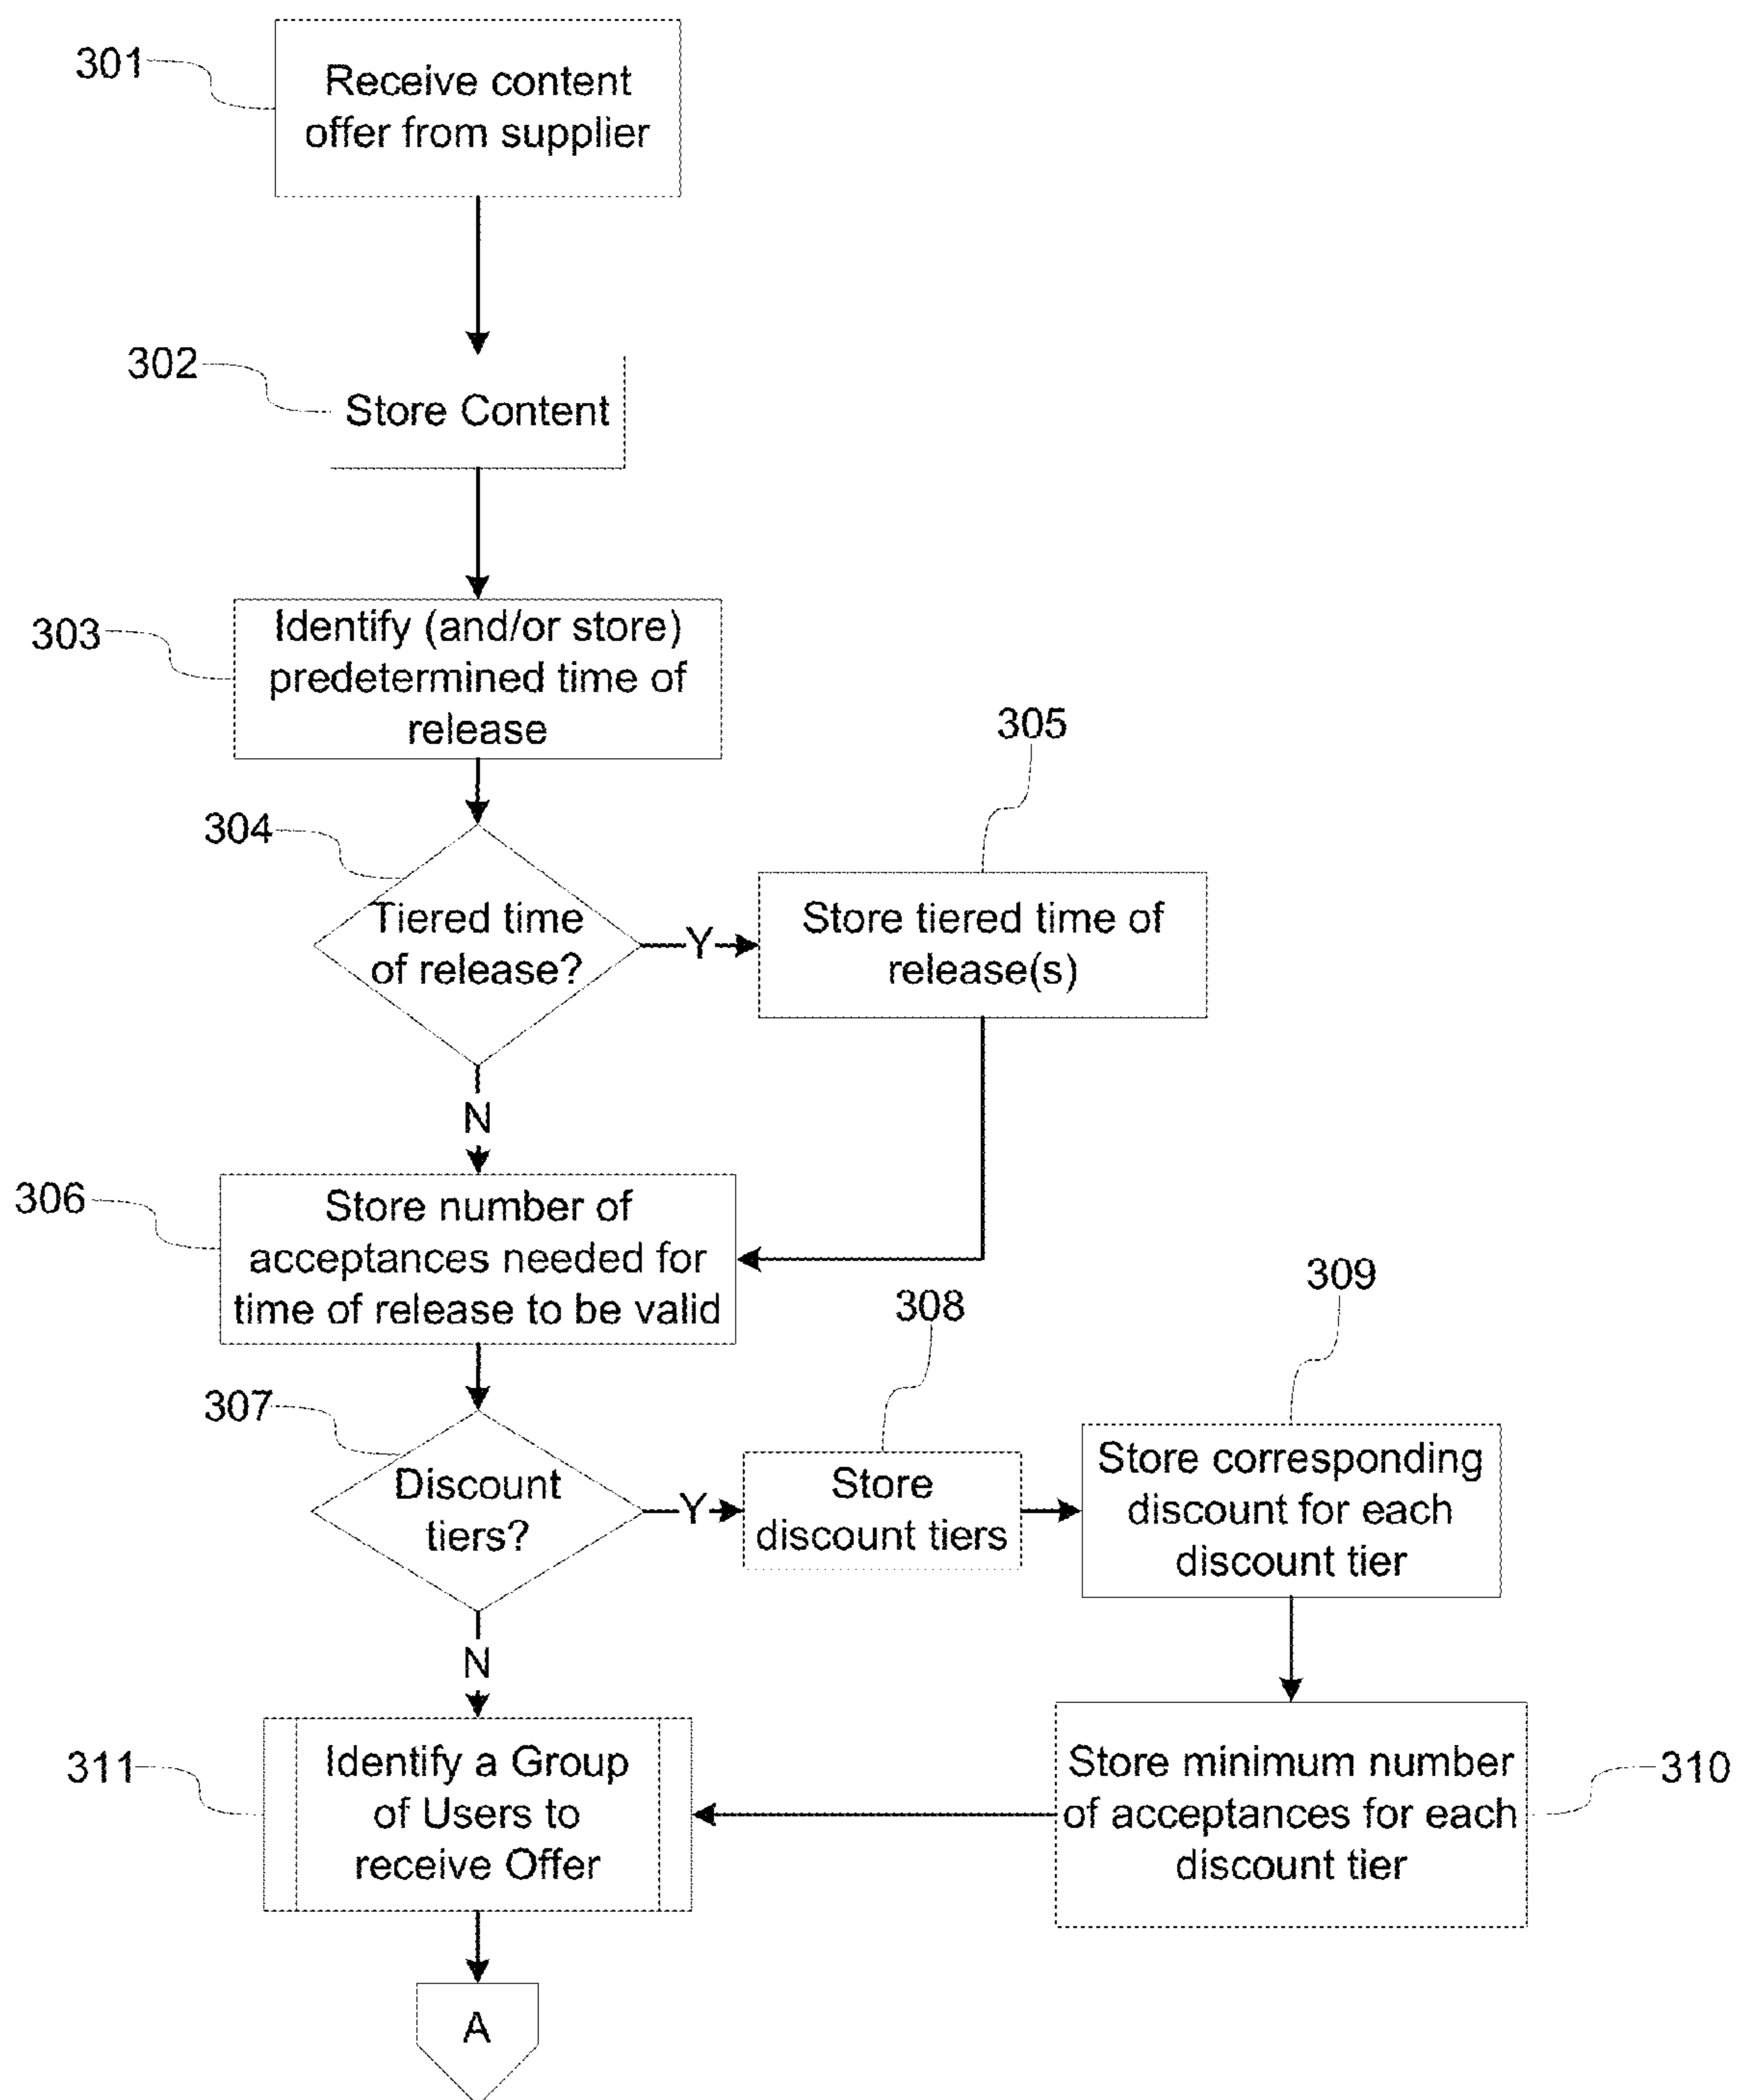 301
Receive content
offer from supplier
302
Store Content
303
Identify (and/or store)
predetermined time of
release
304
Tiered time
of release?
Y
305
Store tiered time of
release(s)
N
306
Store number of
acceptances needed for
time of release to be valid
307
Discount
tiers?
Y
308
Store
discount tiers
309
Store corresponding
discount for each
discount tier
N
310
Store minimum number
of acceptances for each
discount tier
311
Identify a Group
of Users to
receive Offer
A